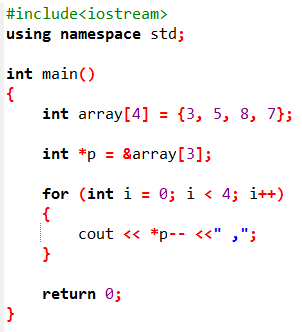 #include<iostream>
using namespace std;
int main()
{
int array[4] = {3, 5, 8, 7};
int *p = &array[3];
for (int i = 0; i < 4; i++)
{
cout << *p-- <<" ,";
}
return 0;
}